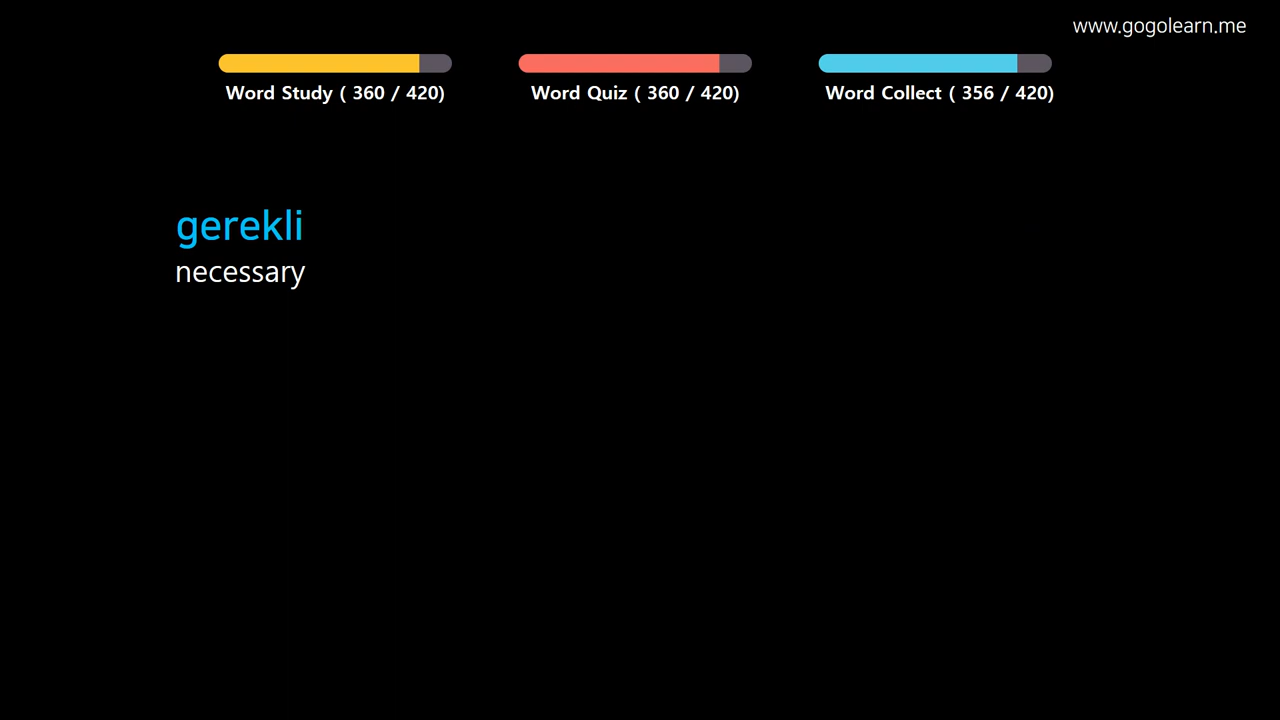 www.gogolearn.me
Word Study ( 360 / 420)
Word Quiz ( 360 / 420)
Word Collect ( 356 / 420)
gerekli
necessary